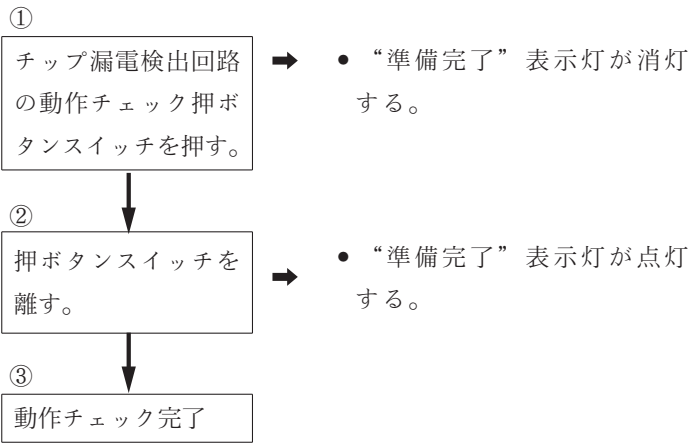 ①
チップ漏電検出回路
の動作チェック押ボ
タンスイッチを押す。
➡ ● “準備完了”表示灯が消灯
する。
②
押ボタンスイッチを
離す。
➡ ● “準備完了”表示灯が点灯
する。
③
動作チェック完了